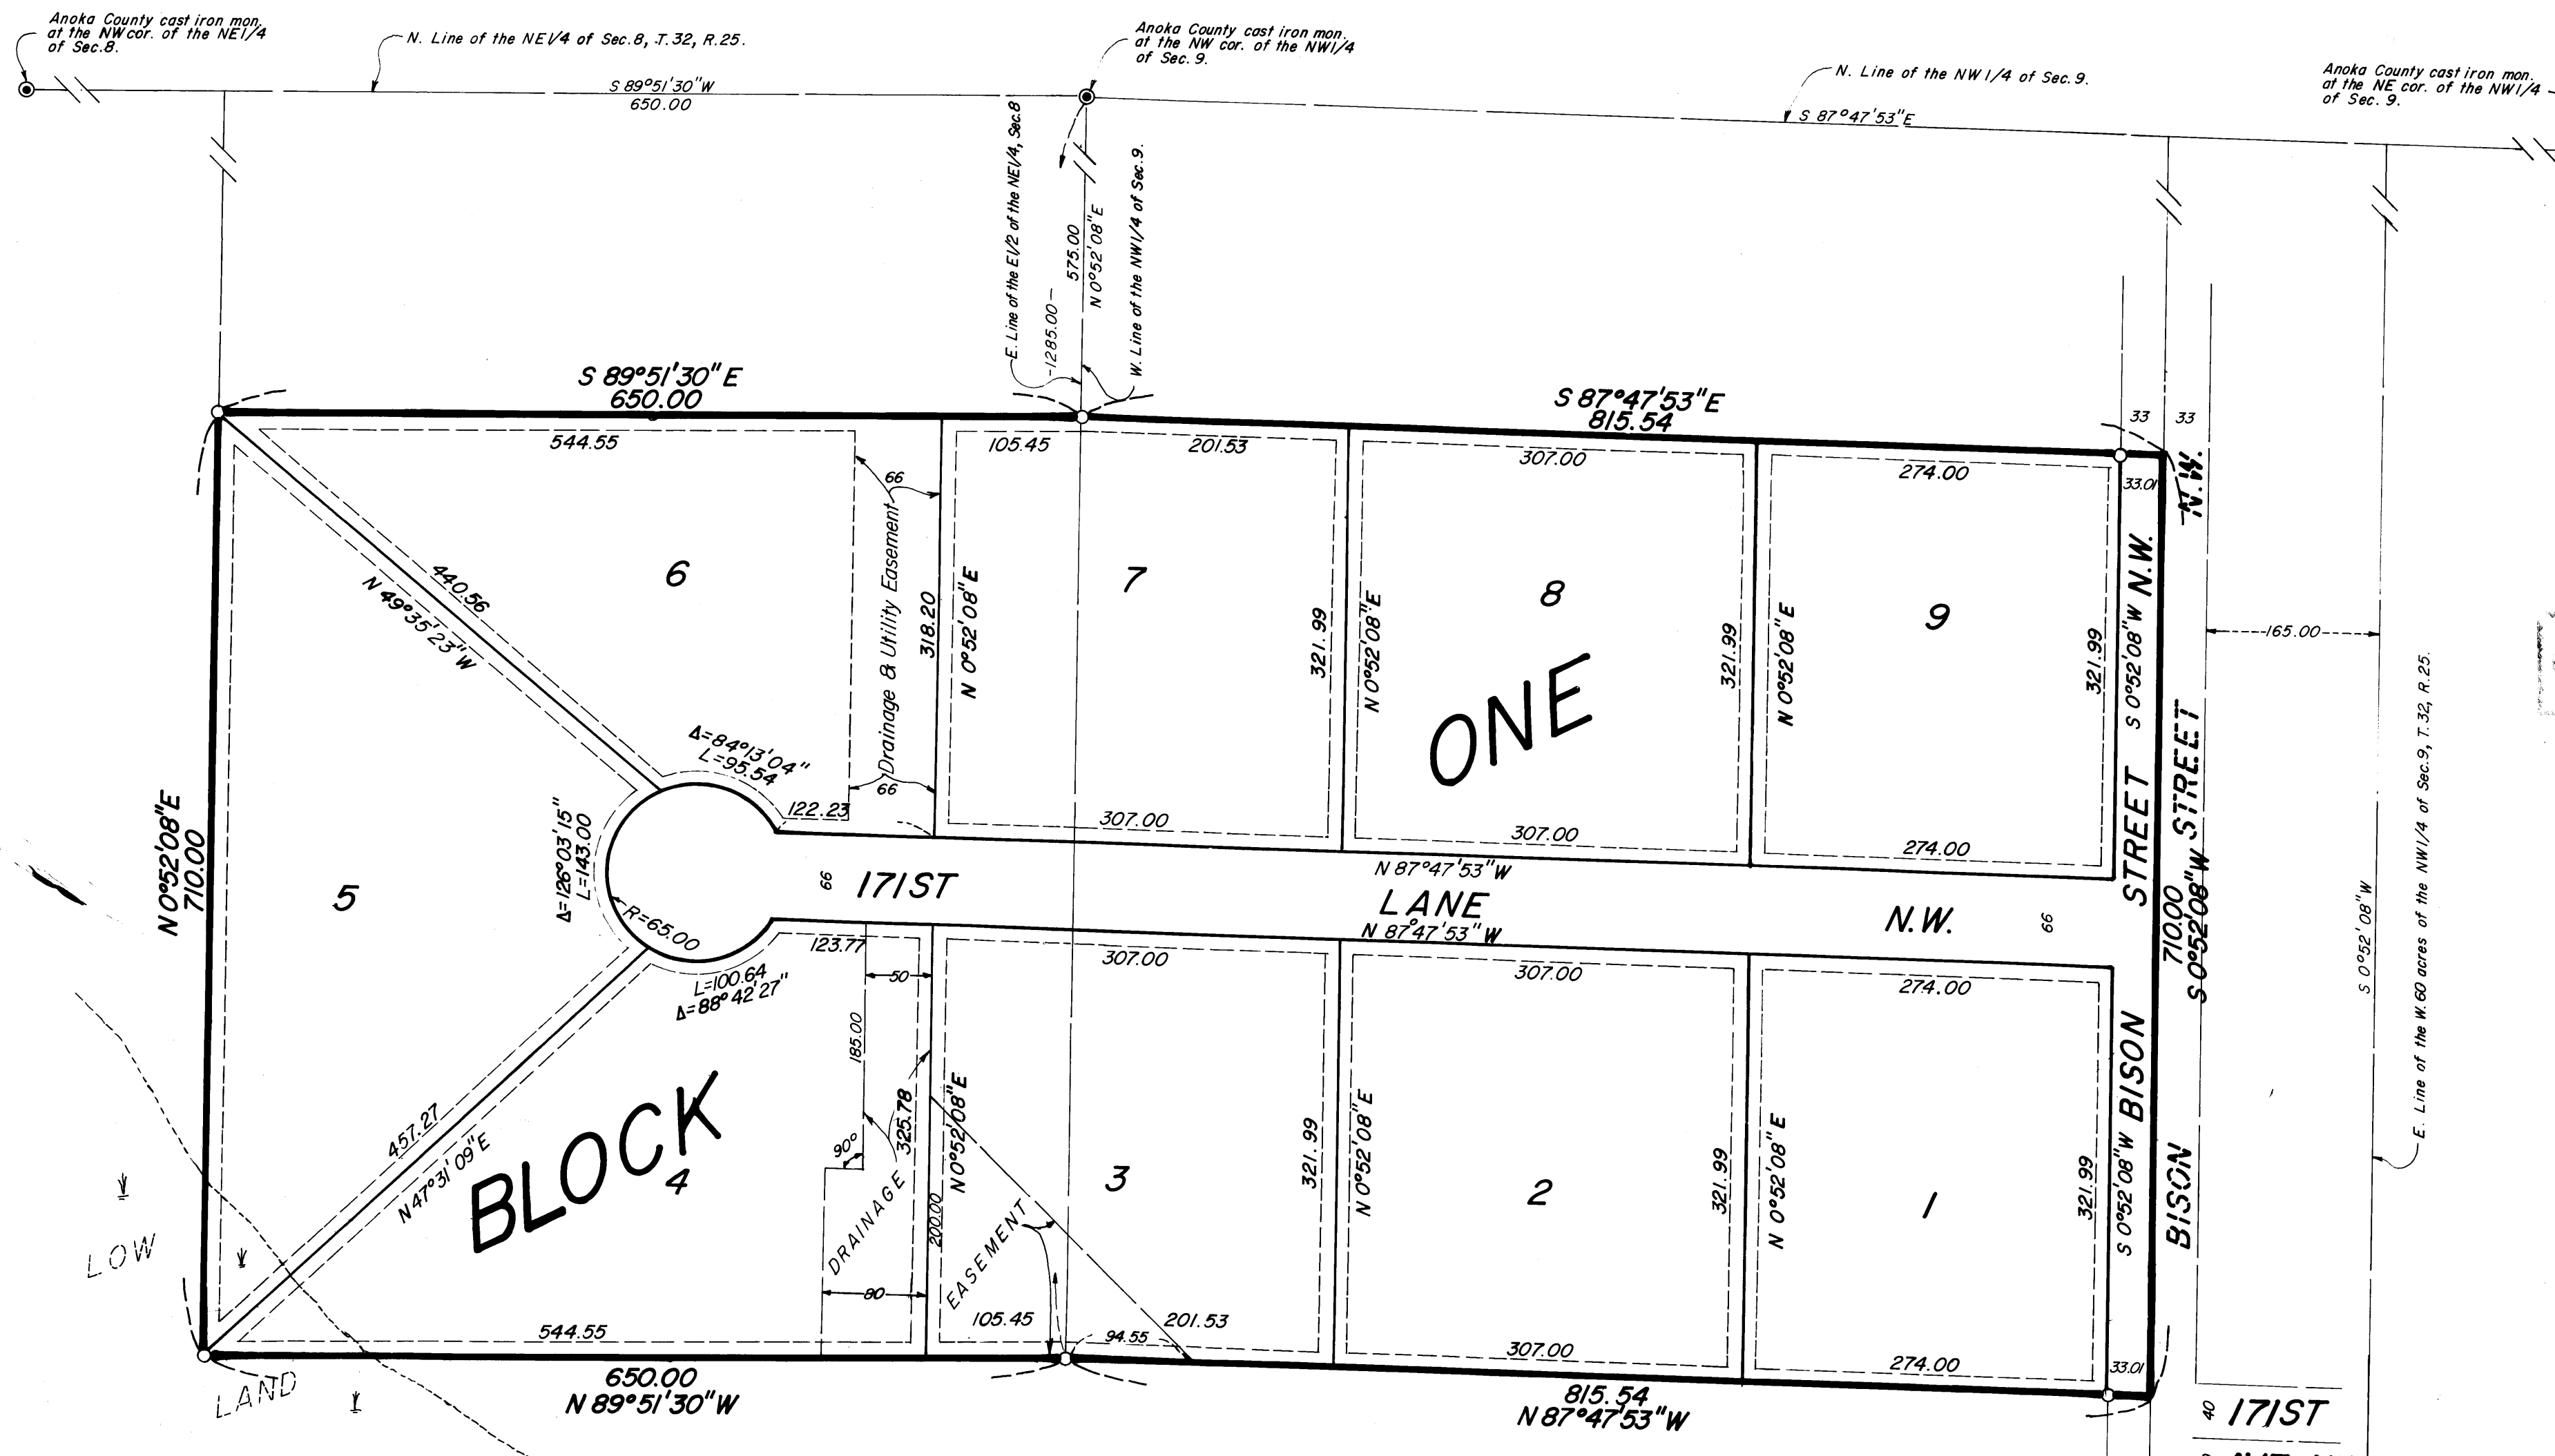 Anoka County cast iron mon.
at the NW cor. of the NE1/4
of Sec.8.
N. Line of the NE1/4 of Sec.8, T.32, R.25.
S 89°51'30"W
650.00
Anoka County cast iron mon.
at the NW cor. of the NW1/4
of Sec. 9.
N. Line of the NW1/4 of Sec.9.
S 87°47'53"E
Anoka County cast iron mon.
at the NE cor. of the NW1/4
of Sec. 9.
E. Line of the E1/2 of the NE1/4, Sec.8
-1285.00-
575.00
N 0°52'08"E
W. Line of the NW1/4 of Sec.9.
S 89°51'30"E
650.00
S 87°47'53"E
815.54
33
33
544.55
66
105.45
201.53
307.00
274.00
33.01
N.W.
440.56
N 49°35'23"W
6
Drainage & Utility Easement
66
318.20
N 0°52'08"E
7
321.99
N 0°52'08"E
8
321.99
N 0°52'08"E
9
321.99
S 0°52'08"W
N.W.
165.00
ONE
Δ=84°13'04"
L=95.54
122.23
307.00
307.00
274.00
N 0°52'08"E
710.00
5
Δ=126°03'15"
L=143.00
R=65.00
66
171ST
N 87°47'53"W
LANE
N 87°47'53"W
N.W.
66
STREET
710.00
S 0°52'08"W
STREET
S 0°52'08"W
E. Line of the W.60 acres of the NW1/4 of Sec.9, T.32, R.25.
L=100.64
Δ=88°42'27"
123.77
50
307.00
307.00
274.00
185.00
90°
325.78
N 0°52'08"E
457.27
N 47°31'09"E
BLOCK
4
DRAINAGE
200.00
EASEMENT
3
321.99
N 0°52'08"E
2
321.99
N 0°52'08"E
1
321.99
S 0°52'08"W
BISON
BISON
LOW
LAND
80
544.55
105.45
94.55
201.53
307.00
274.00
33.01
650.00
N 89°51'30"W
815.54
N 87°47'53"W
40
171ST